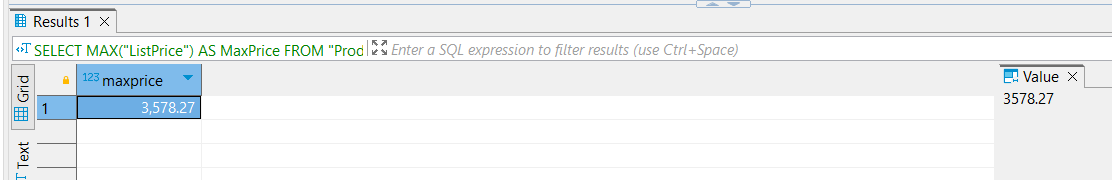 Results 1
SELECT MAX("ListPrice") AS MaxPrice FROM "Prod
Enter a SQL expression to filter results (use Ctrl+Space)
Grid
123 maxprice
Value
1
3,578.27
3578.27
Text